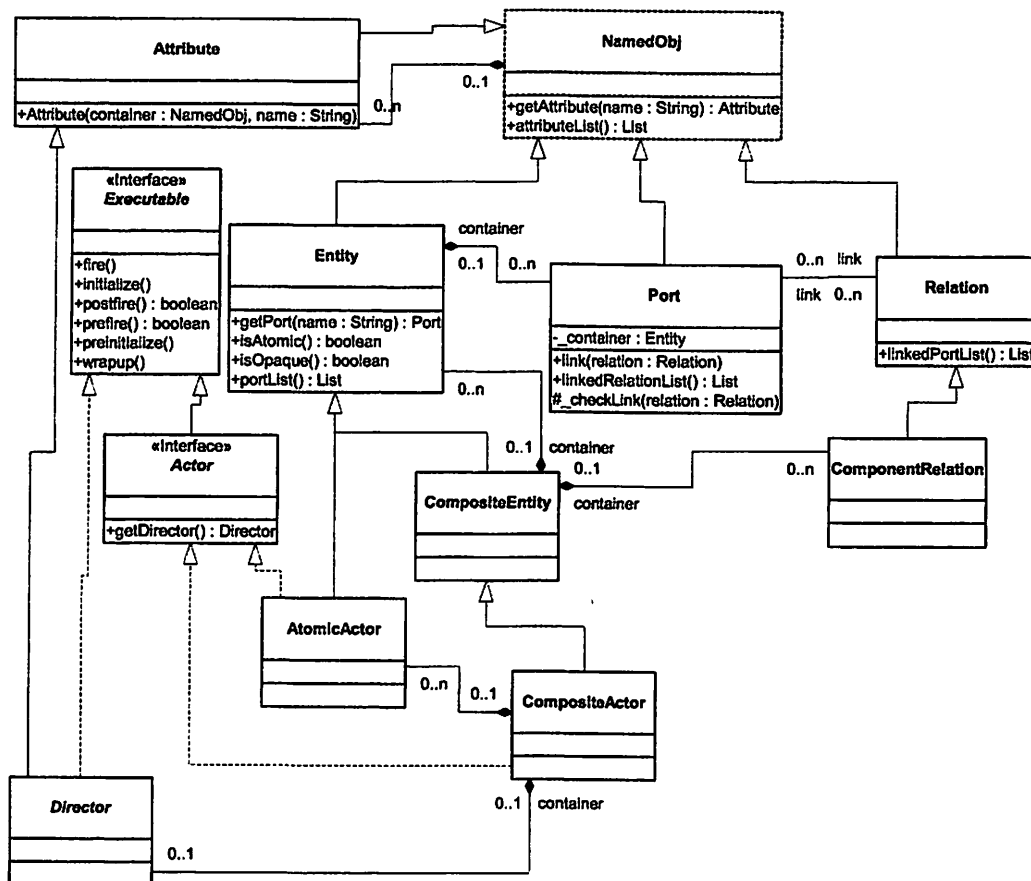 Attribute
+Attribute(container : NamedObj, name : String)
0..n
0..1
NamedObj
+getAttribute(name : String) : Attribute
+attributeList() : List
«Interface»
Executable
+fire()
+initialize()
+postfire() : boolean
+prefire() : boolean
+preinitialize()
+wrapup()
Entity
+getPort(name : String) : Port
+isAtomic() : boolean
+isOpaque() : boolean
+portList() : List
container
0..1
0..n
Port
-_container : Entity
+link(relation : Relation)
+linkedRelationList() : List
#_checkLink(relation : Relation)
0..n link
link 0..n
Relation
+linkedPortList() : List
0..n
0..1 container
«Interface»
Actor
+getDirector() : Director
CompositeEntity
0..1
container
0..n
ComponentRelation
AtomicActor
0..n
0..1
CompositeActor
0..1 container
Director
0..1